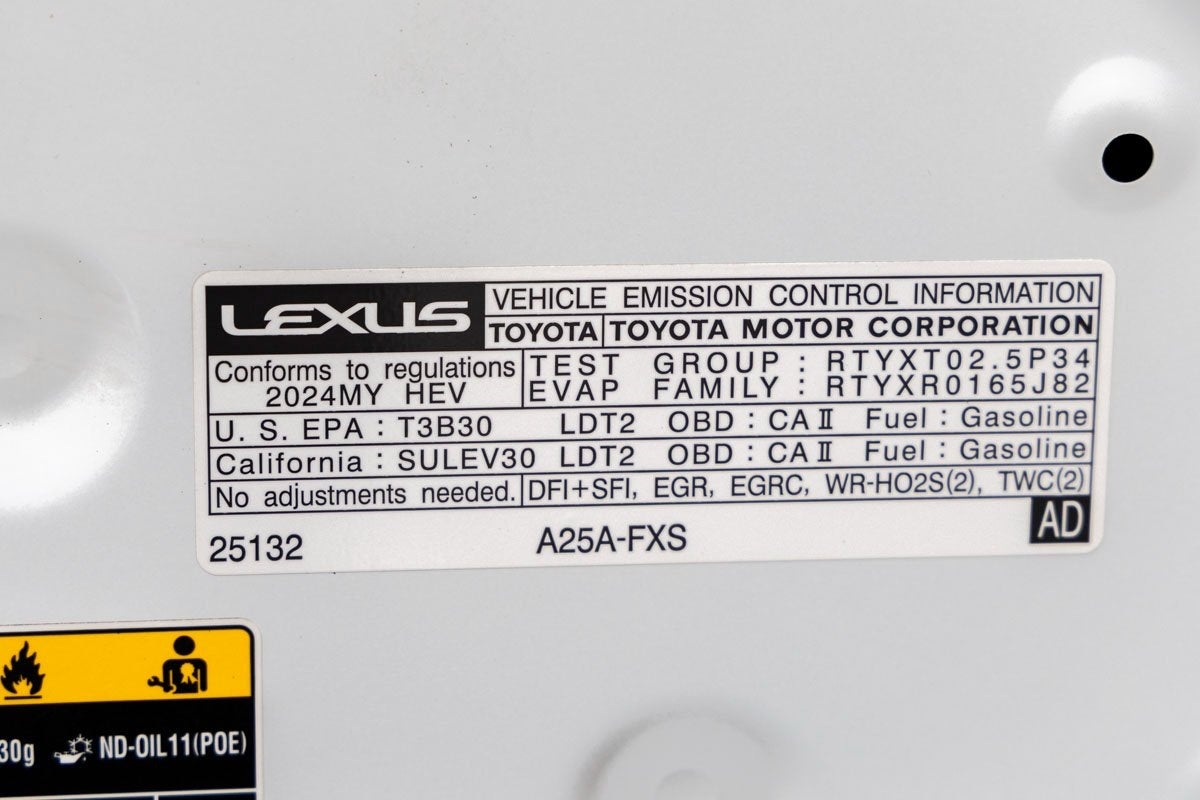 LEXUS VEHICLE EMISSION CONTROL INFORMATION
TOYOTA TOYOTA MOTOR CORPORATION
Conforms to regulations TEST GROUP : RTYXT02.5P34
2024MY HEV EVAP FAMILY : RTYXR0165J82
U. S. EPA : T3B30 LDT2 OBD : CA II Fuel : Gasoline
California : SULEV30 LDT2 OBD : CA II Fuel : Gasoline
No adjustments needed. DFI+SFI, EGR, EGRC, WR-HO2S(2), TWC(2)
25132 A25A-FXS AD
30g ND-OIL11(POE)